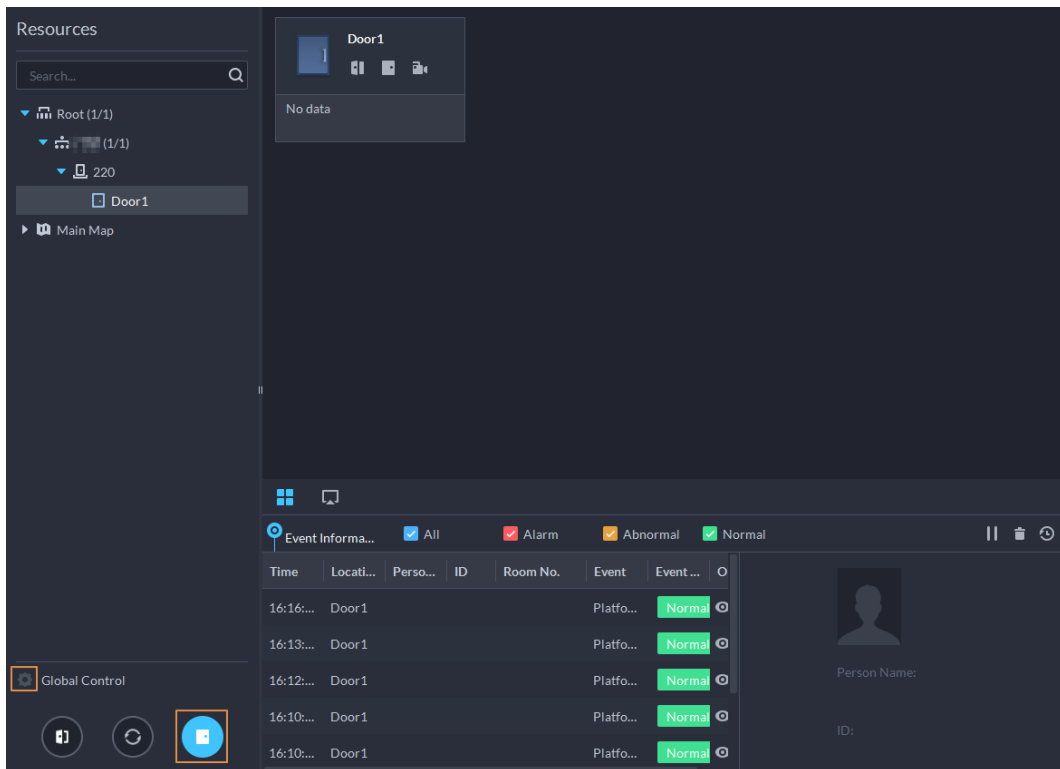 Resources
Search...
Root (1/1)
(1/1)
220
Door1
Main Map
Global Control
Door1
No data
Event Informa...
All
Alarm
Abnormal
Normal
Time Locati... Perso... ID Room No. Event Event ... O
16:16:... Door1 Platfo... Normal
16:13:... Door1 Platfo... Normal
16:12:... Door1 Platfo... Normal
16:10:... Door1 Platfo... Normal
16:10:... Door1 Platfo... Normal
Person Name:
ID: